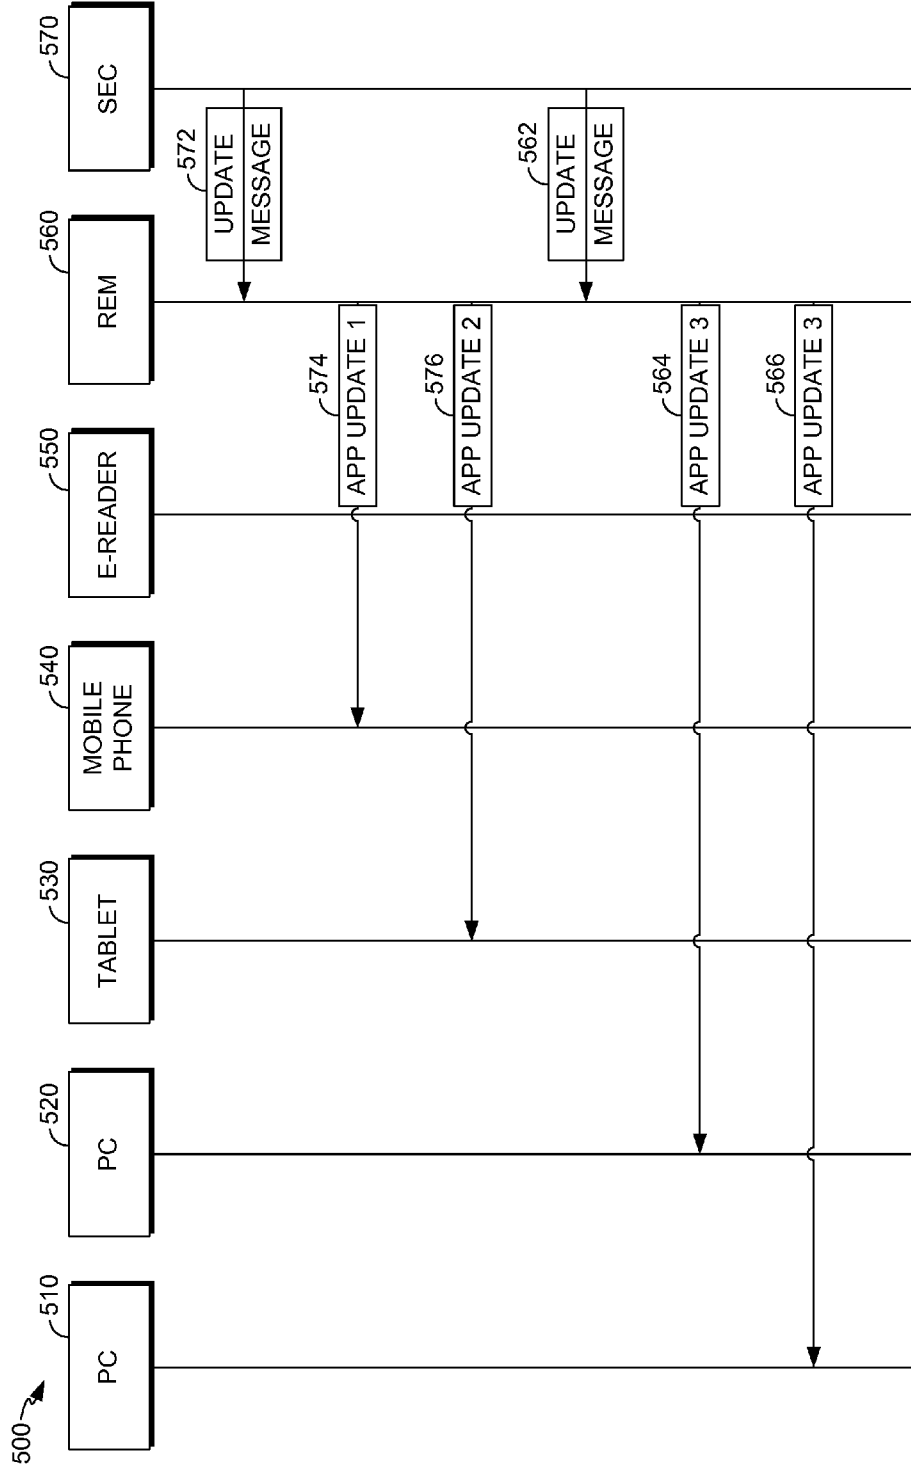 500
510
PC
520
PC
530
TABLET
540
MOBILE
PHONE
550
E-READER
560
REM
570
SEC
572
UPDATE
MESSAGE
574
APP UPDATE 1
576
APP UPDATE 2
562
UPDATE
MESSAGE
564
APP UPDATE 3
566
APP UPDATE 3